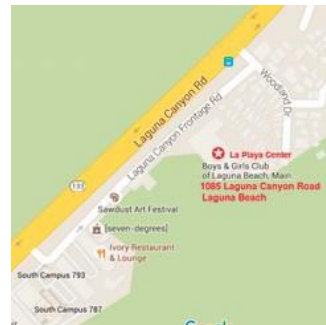 Laguna Canyon Rd
Laguna Canyon Frontage Rd
Woodland Dr
La Playa Center
Boys & Girls Club
of Laguna Beach, Main
1085 Laguna Canyon Road
Laguna Beach
133
Sawdust Art Festival
[seven-degrees]
Ivory Restaurant
& Lounge
South Campus 793
South Campus 787